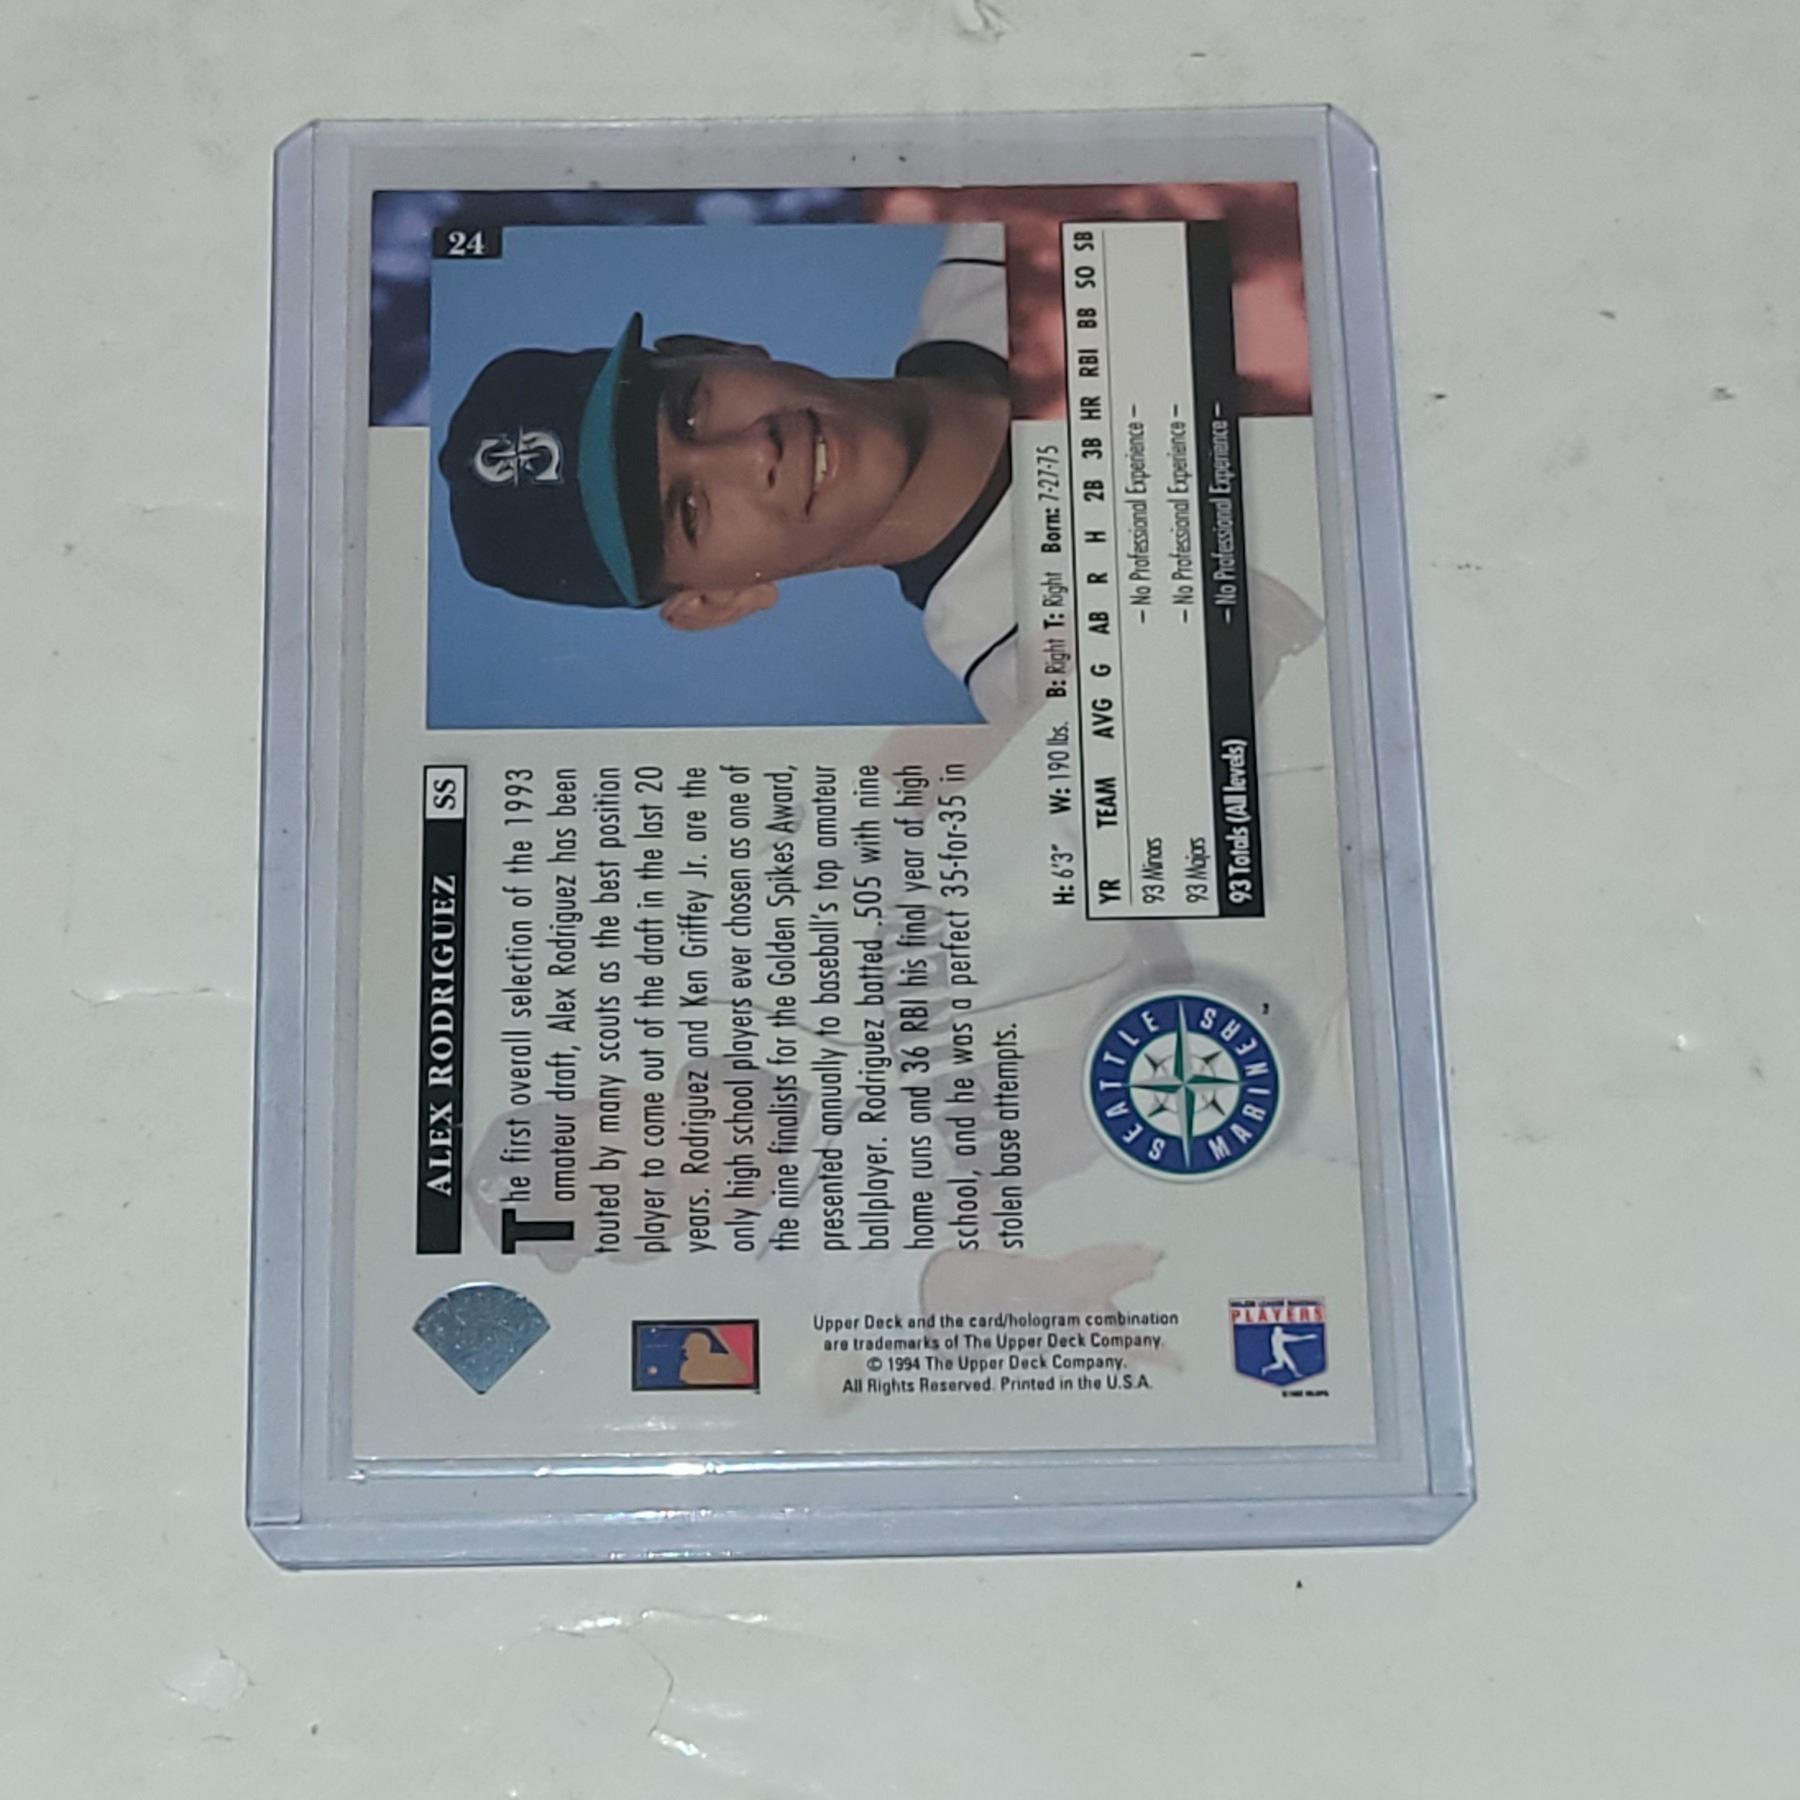 24
ALEX RODRIGUEZ SS
The first overall selection of the 1993
amateur draft, Alex Rodriguez has been
touted by many scouts as the best position
player to come out of the draft in the last 20
years. Rodriguez and Ken Griffey Jr. are the
only high school players ever chosen as one of
the nine finalists for the Golden Spikes Award,
presented annually to baseball's top amateur
ballplayer. Rodriguez batted .505 with nine
home runs and 36 RBI his final year of high
school, and he was a perfect 35-for-35 in
stolen base attempts.
H: 6'3" W: 190 lbs. B: Right T: Right Born: 7-27-75
YR TEAM AVG G AB R H 2B 3B HR RBI BB SO SB
93 Minors – No Professional Experience –
93 Majors – No Professional Experience –
93 Totals (All levels) – No Professional Experience –
SEATTLE
MARINERS
Upper Deck and the card/hologram combination
are trademarks of The Upper Deck Company.
© 1994 The Upper Deck Company.
All Rights Reserved. Printed in the U.S.A.
MAJOR LEAGUE BASEBALL
PLAYERS